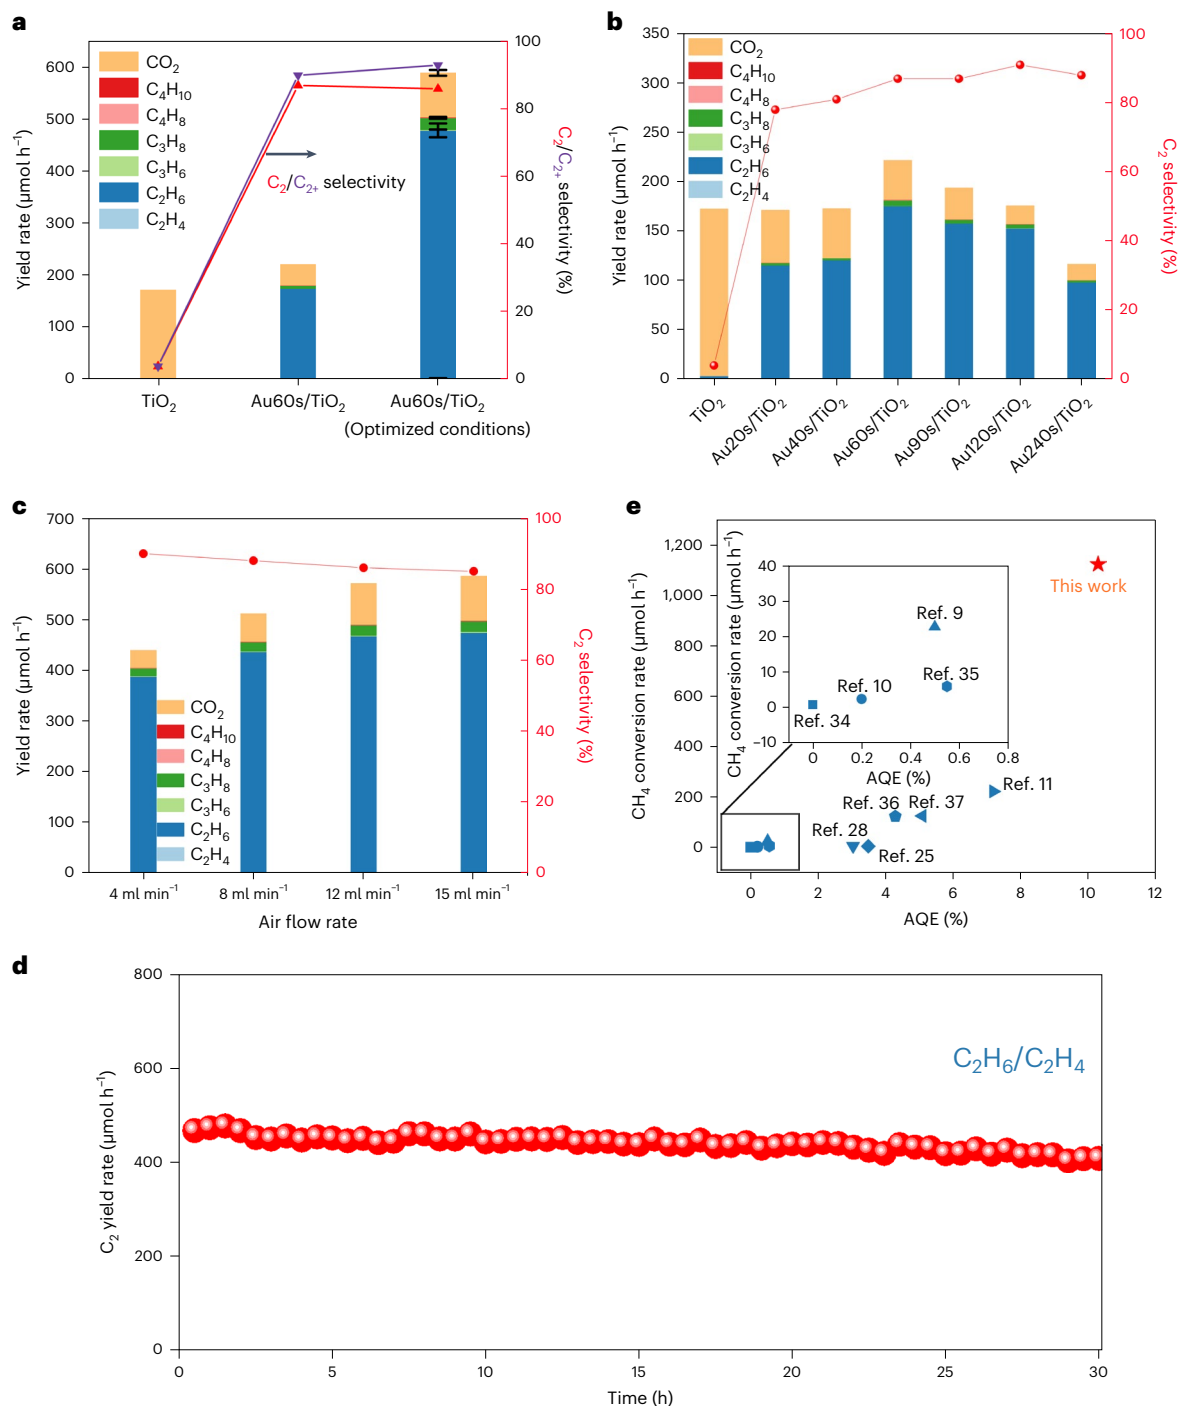 a
600
500
400
300
200
100
0
Yield rate (µmol h⁻¹)
CO₂
C₄H₁₀
C₄H₈
C₃H₈
C₃H₆
C₂H₆
C₂H₄
C₂/C₂₊ selectivity
100
80
60
40
20
0
C₂/C₂₊ selectivity (%)
TiO₂
Au60s/TiO₂
Au60s/TiO₂
(Optimized conditions)
b
350
300
250
200
150
100
50
0
Yield rate (µmol h⁻¹)
CO₂
C₄H₁₀
C₄H₈
C₃H₈
C₃H₆
C₂H₆
C₂H₄
100
80
60
40
20
0
C₂ selectivity (%)
TiO₂
Au20s/TiO₂
Au40s/TiO₂
Au60s/TiO₂
Au90s/TiO₂
Au120s/TiO₂
Au240s/TiO₂
c
700
600
500
400
300
200
100
0
Yield rate (µmol h⁻¹)
CO₂
C₄H₁₀
C₄H₈
C₃H₈
C₃H₆
C₂H₆
C₂H₄
100
80
60
40
20
0
C₂ selectivity (%)
4 ml min⁻¹
8 ml min⁻¹
12 ml min⁻¹
15 ml min⁻¹
Air flow rate
e
1,200
1,000
800
600
400
200
0
CH₄ conversion rate (µmol h⁻¹)
This work
CH₄ conversion rate (µmol h⁻¹)
40
30
20
10
0
−10
Ref. 9
Ref. 35
Ref. 10
Ref. 34
0
0.2
0.4
0.6
0.8
AQE (%)
Ref. 11
Ref. 36
Ref. 37
Ref. 28
Ref. 25
0
2
4
6
8
10
12
AQE (%)
d
800
600
400
200
0
C₂ yield rate (µmol h⁻¹)
C₂H₆/C₂H₄
0
5
10
15
20
25
30
Time (h)